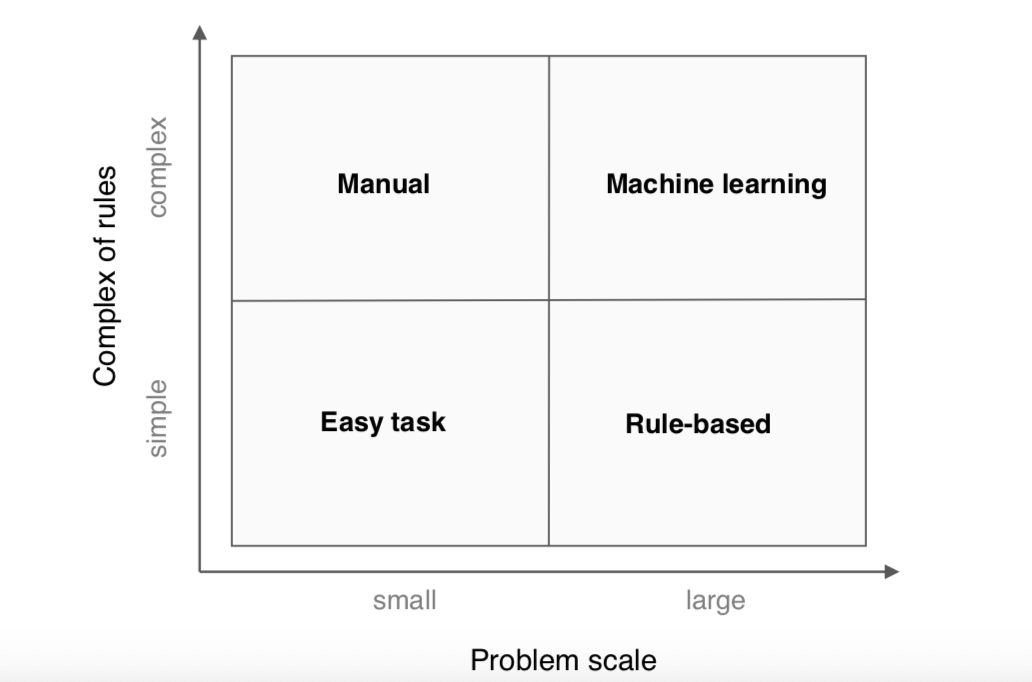 Complex of rules
complex
simple
Manual
Machine learning
Easy task
Rule-based
small
large
Problem scale